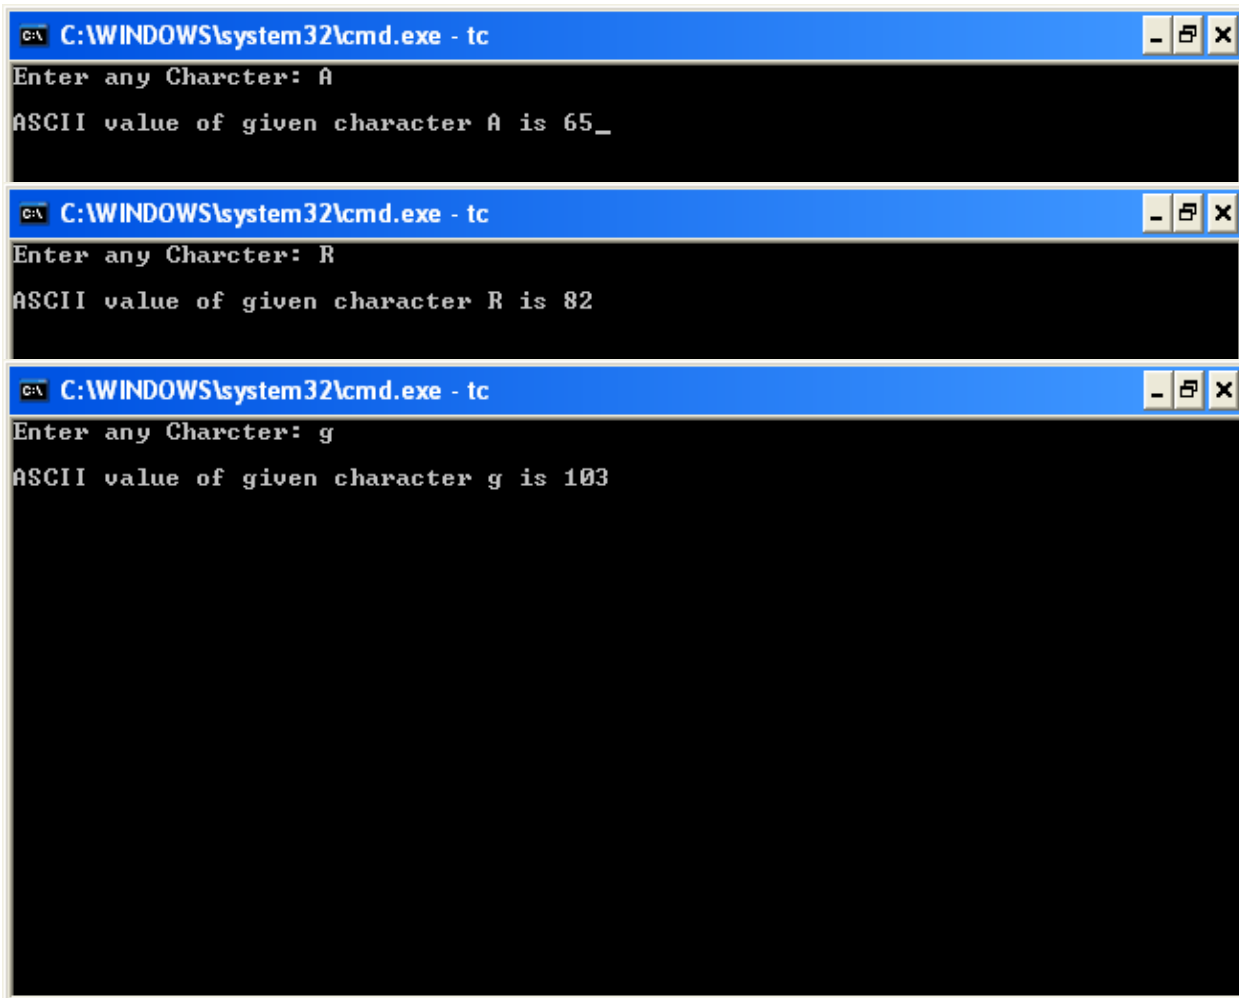 C:\WINDOWS\system32\cmd.exe - tc
Enter any Charcter: A
ASCII value of given character A is 65_
C:\WINDOWS\system32\cmd.exe - tc
Enter any Charcter: R
ASCII value of given character R is 82
C:\WINDOWS\system32\cmd.exe - tc
Enter any Charcter: g
ASCII value of given character g is 103